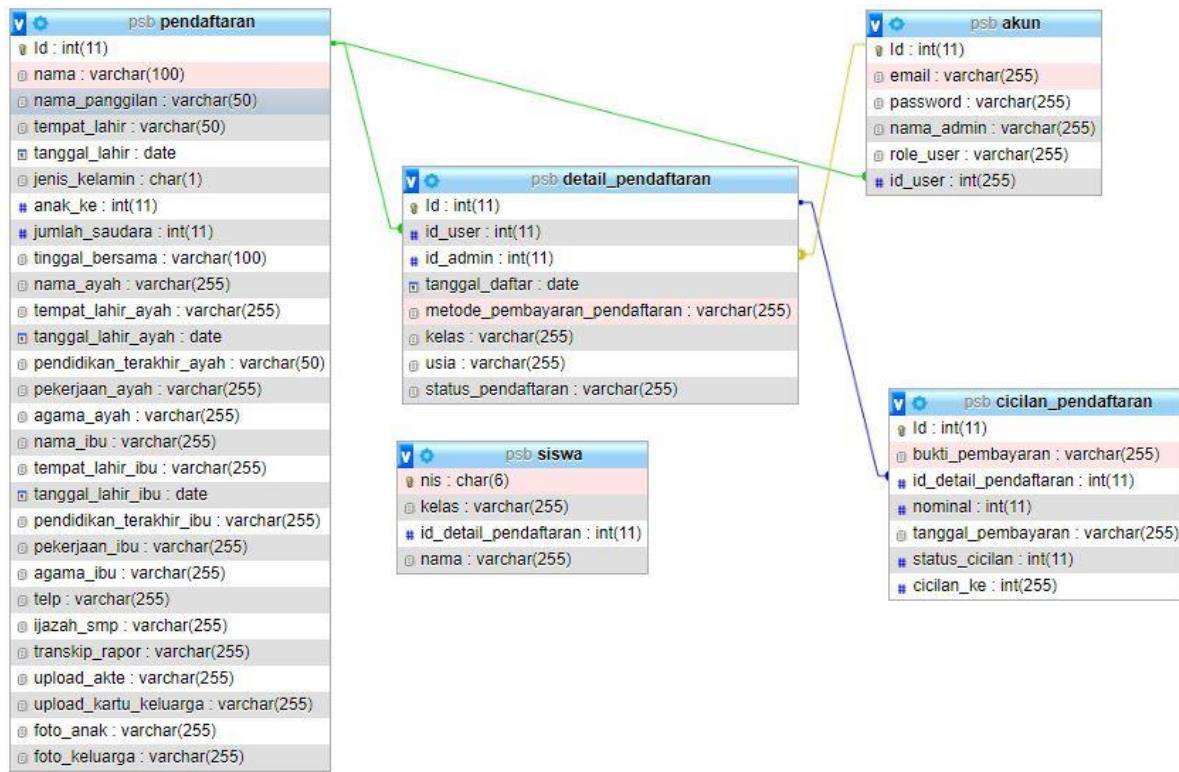 psb pendaftaran
Id : int(11)
nama : varchar(100)
nama_panggilan : varchar(50)
tempat_lahir : varchar(50)
tanggal_lahir : date
jenis_kelamin : char(1)
anak_ke : int(11)
jumlah_saudara : int(11)
tinggal_bersama : varchar(100)
nama_ayah : varchar(255)
tempat_lahir_ayah : varchar(255)
tanggal_lahir_ayah : date
pendidikan_terakhir_ayah : varchar(50)
pekerjaan_ayah : varchar(255)
agama_ayah : varchar(255)
nama_ibu : varchar(255)
tempat_lahir_ibu : varchar(255)
tanggal_lahir_ibu : date
pendidikan_terakhir_ibu : varchar(255)
pekerjaan_ibu : varchar(255)
agama_ibu : varchar(255)
telp : varchar(255)
ijazah_smp : varchar(255)
transkip_rapor : varchar(255)
upload_akte : varchar(255)
upload_kartu_keluarga : varchar(255)
foto_anak : varchar(255)
foto_keluarga : varchar(255)
psb detail_pendaftaran
Id : int(11)
id_user : int(11)
id_admin : int(11)
tanggal_daftar : date
metode_pembayaran_pendaftaran : varchar(255)
kelas : varchar(255)
usia : varchar(255)
status_pendaftaran : varchar(255)
psb siswa
nis : char(6)
kelas : varchar(255)
id_detail_pendaftaran : int(11)
nama : varchar(255)
psb akun
Id : int(11)
email : varchar(255)
password : varchar(255)
nama_admin : varchar(255)
role_user : varchar(255)
id_user : int(255)
psb cicilan_pendaftaran
Id : int(11)
bukti_pembayaran : varchar(255)
id_detail_pendaftaran : int(11)
nominal : int(11)
tanggal_pembayaran : varchar(255)
status_cicilan : int(11)
cicilan_ke : int(255)